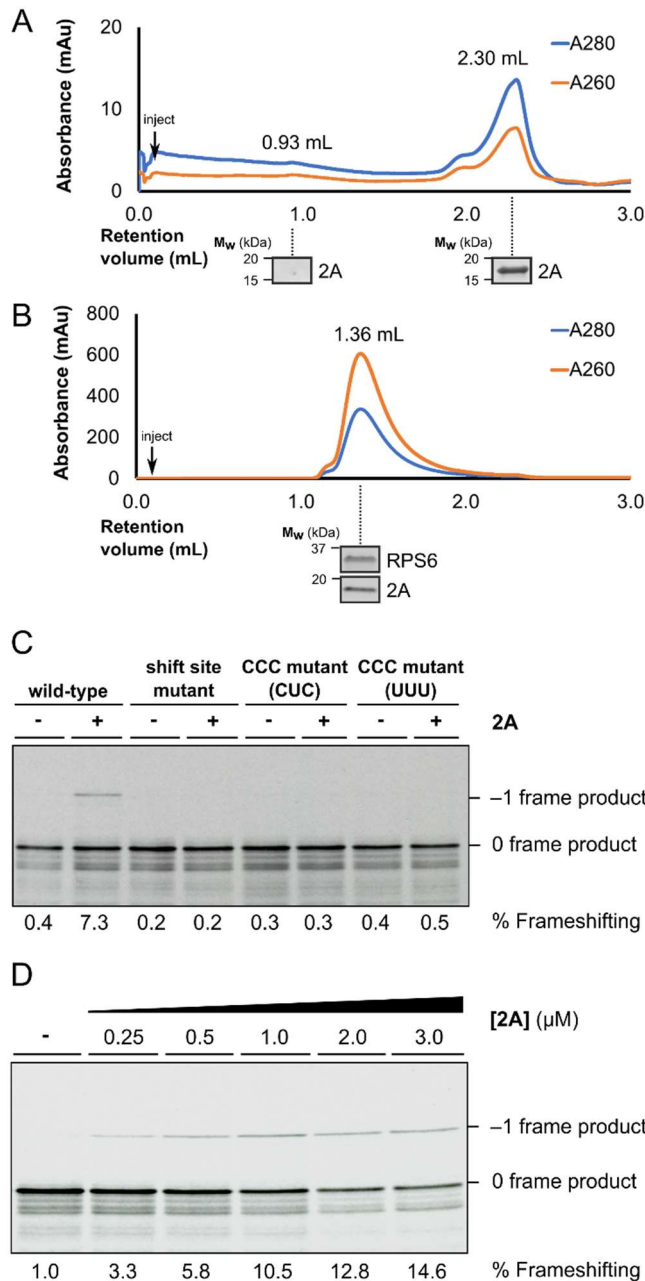 A
20
10
0
Absorbance (mAu)
inject
0.93 mL
2.30 mL
A280
A260
0.0 1.0 2.0 3.0
Retention
volume (mL)
Mw (kDa)
20
15
2A
Mw (kDa)
20
15
2A
B
800
600
400
200
0
Absorbance (mAu)
inject
1.36 mL
A280
A260
0.0 1.0 2.0 3.0
Retention
volume (mL)
Mw (kDa)
37
RPS6
20
2A
C
wild-type shift site mutant CCC mutant (CUC) CCC mutant (UUU)
- + - + - + - + 2A
–1 frame product
0 frame product
0.4 7.3 0.2 0.2 0.3 0.3 0.4 0.5 % Frameshifting
D
[2A] (µM)
- 0.25 0.5 1.0 2.0 3.0
–1 frame product
0 frame product
1.0 3.3 5.8 10.5 12.8 14.6 % Frameshifting